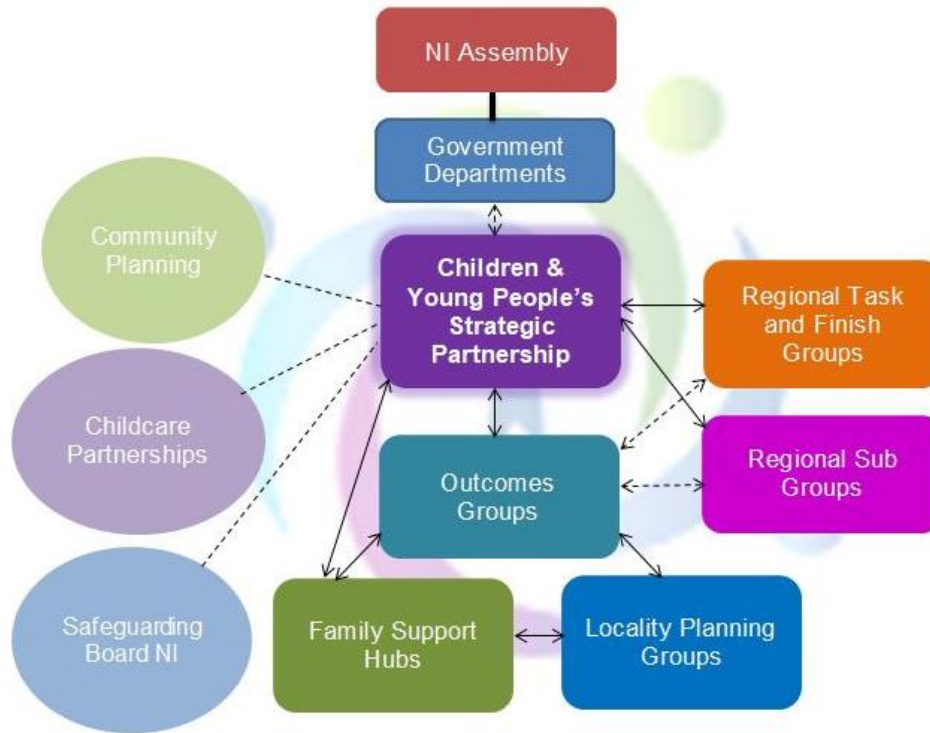 NI Assembly
Government
Departments
Community
Planning
Children &
Young People's
Strategic
Partnership
Regional Task
and Finish
Groups
Childcare
Partnerships
Outcomes
Groups
Regional Sub
Groups
Safeguarding
Board NI
Family Support
Hubs
Locality Planning
Groups